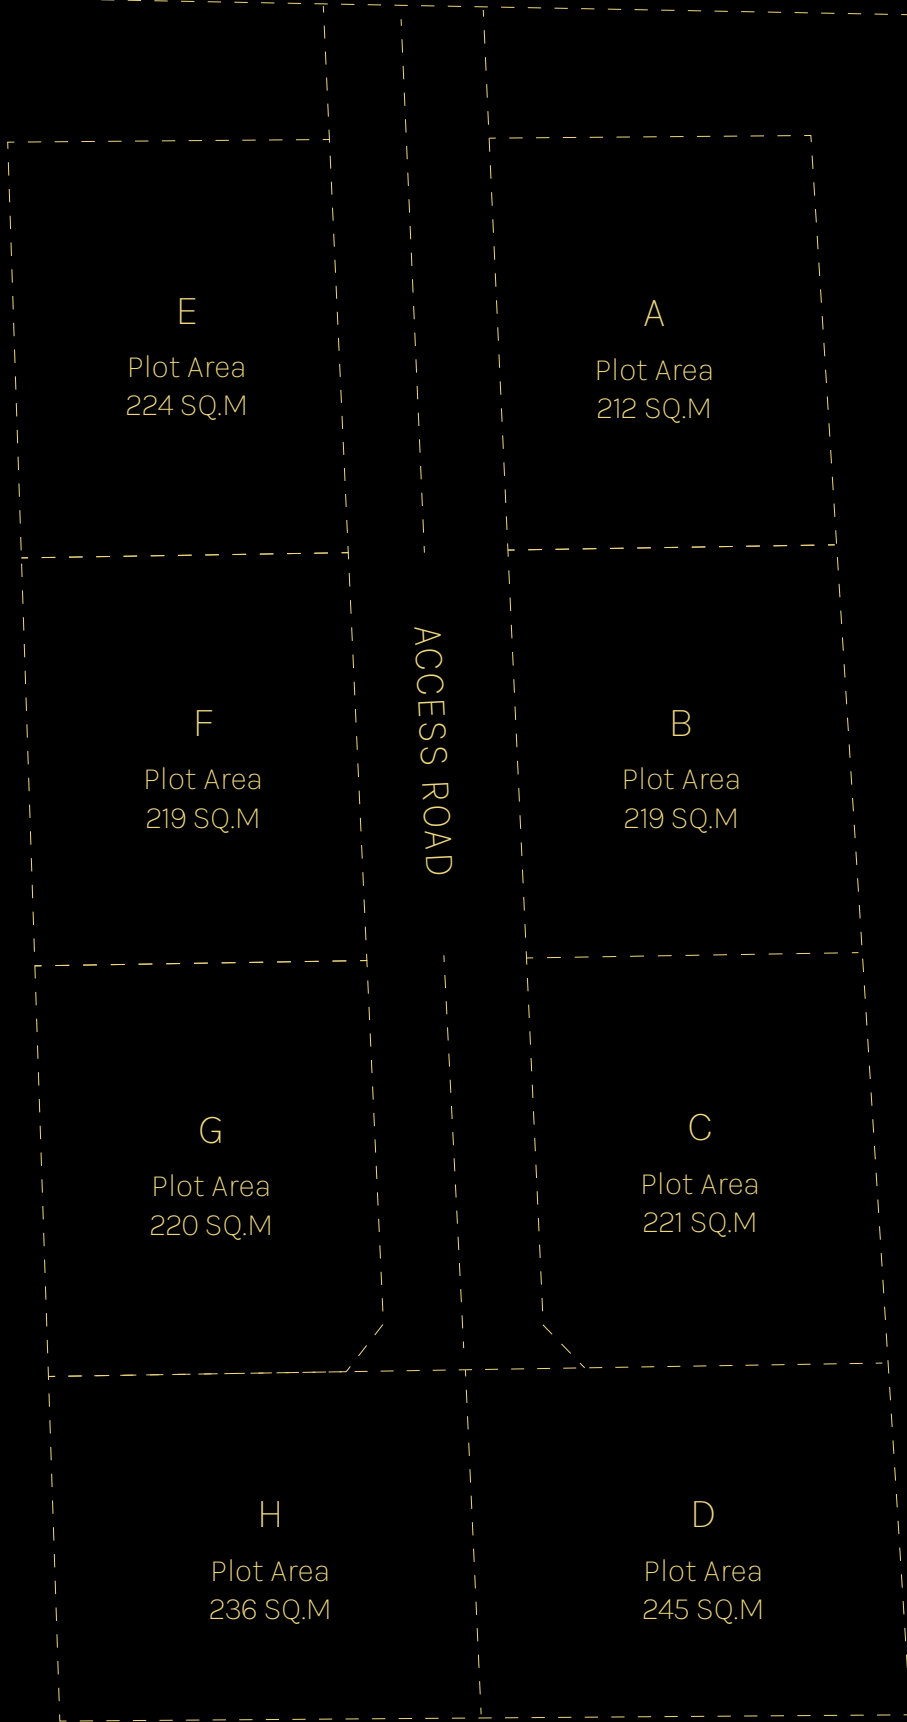 E
Plot Area
224 SQ.M
A
Plot Area
212 SQ.M
ACCESS ROAD
F
Plot Area
219 SQ.M
B
Plot Area
219 SQ.M
G
Plot Area
220 SQ.M
C
Plot Area
221 SQ.M
H
Plot Area
236 SQ.M
D
Plot Area
245 SQ.M